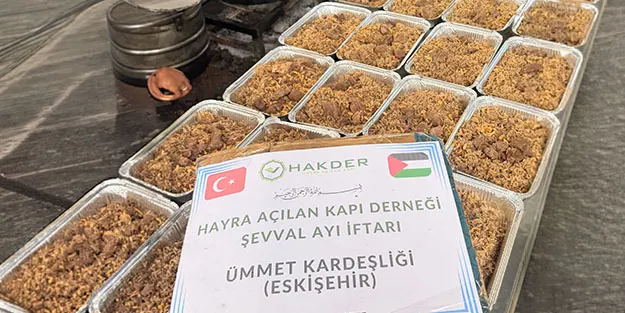 HAKDER
بسم الله الرحمن الرحيم
HAYRA AÇILAN KAPI DERNEĞİ
ŞEVVAL AYI İFTARI
ÜMMET KARDEŞLİĞİ
(ESKİŞEHİR)